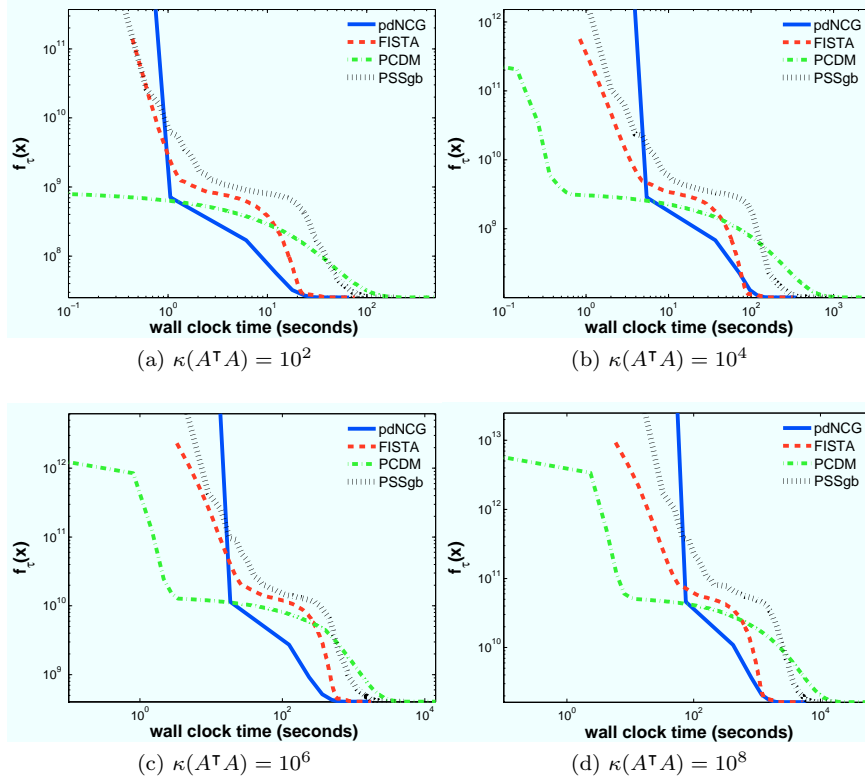 10^11
10^10
10^9
10^8
f_τ(x)
10^-1 10^0 10^1 10^2
wall clock time (seconds)
pdNCG
FISTA
PCDM
PSSgb
(a) κ(A^⊺A) = 10^2
10^12
10^11
10^10
10^9
f_τ(x)
10^-1 10^0 10^1 10^2 10^3
wall clock time (seconds)
pdNCG
FISTA
PCDM
PSSgb
(b) κ(A^⊺A) = 10^4
10^12
10^11
10^10
10^9
f_τ(x)
10^0 10^2 10^4
wall clock time (seconds)
pdNCG
FISTA
PCDM
PSSgb
(c) κ(A^⊺A) = 10^6
10^13
10^12
10^11
10^10
f_τ(x)
10^0 10^2 10^4
wall clock time (seconds)
pdNCG
FISTA
PCDM
PSSgb
(d) κ(A^⊺A) = 10^8